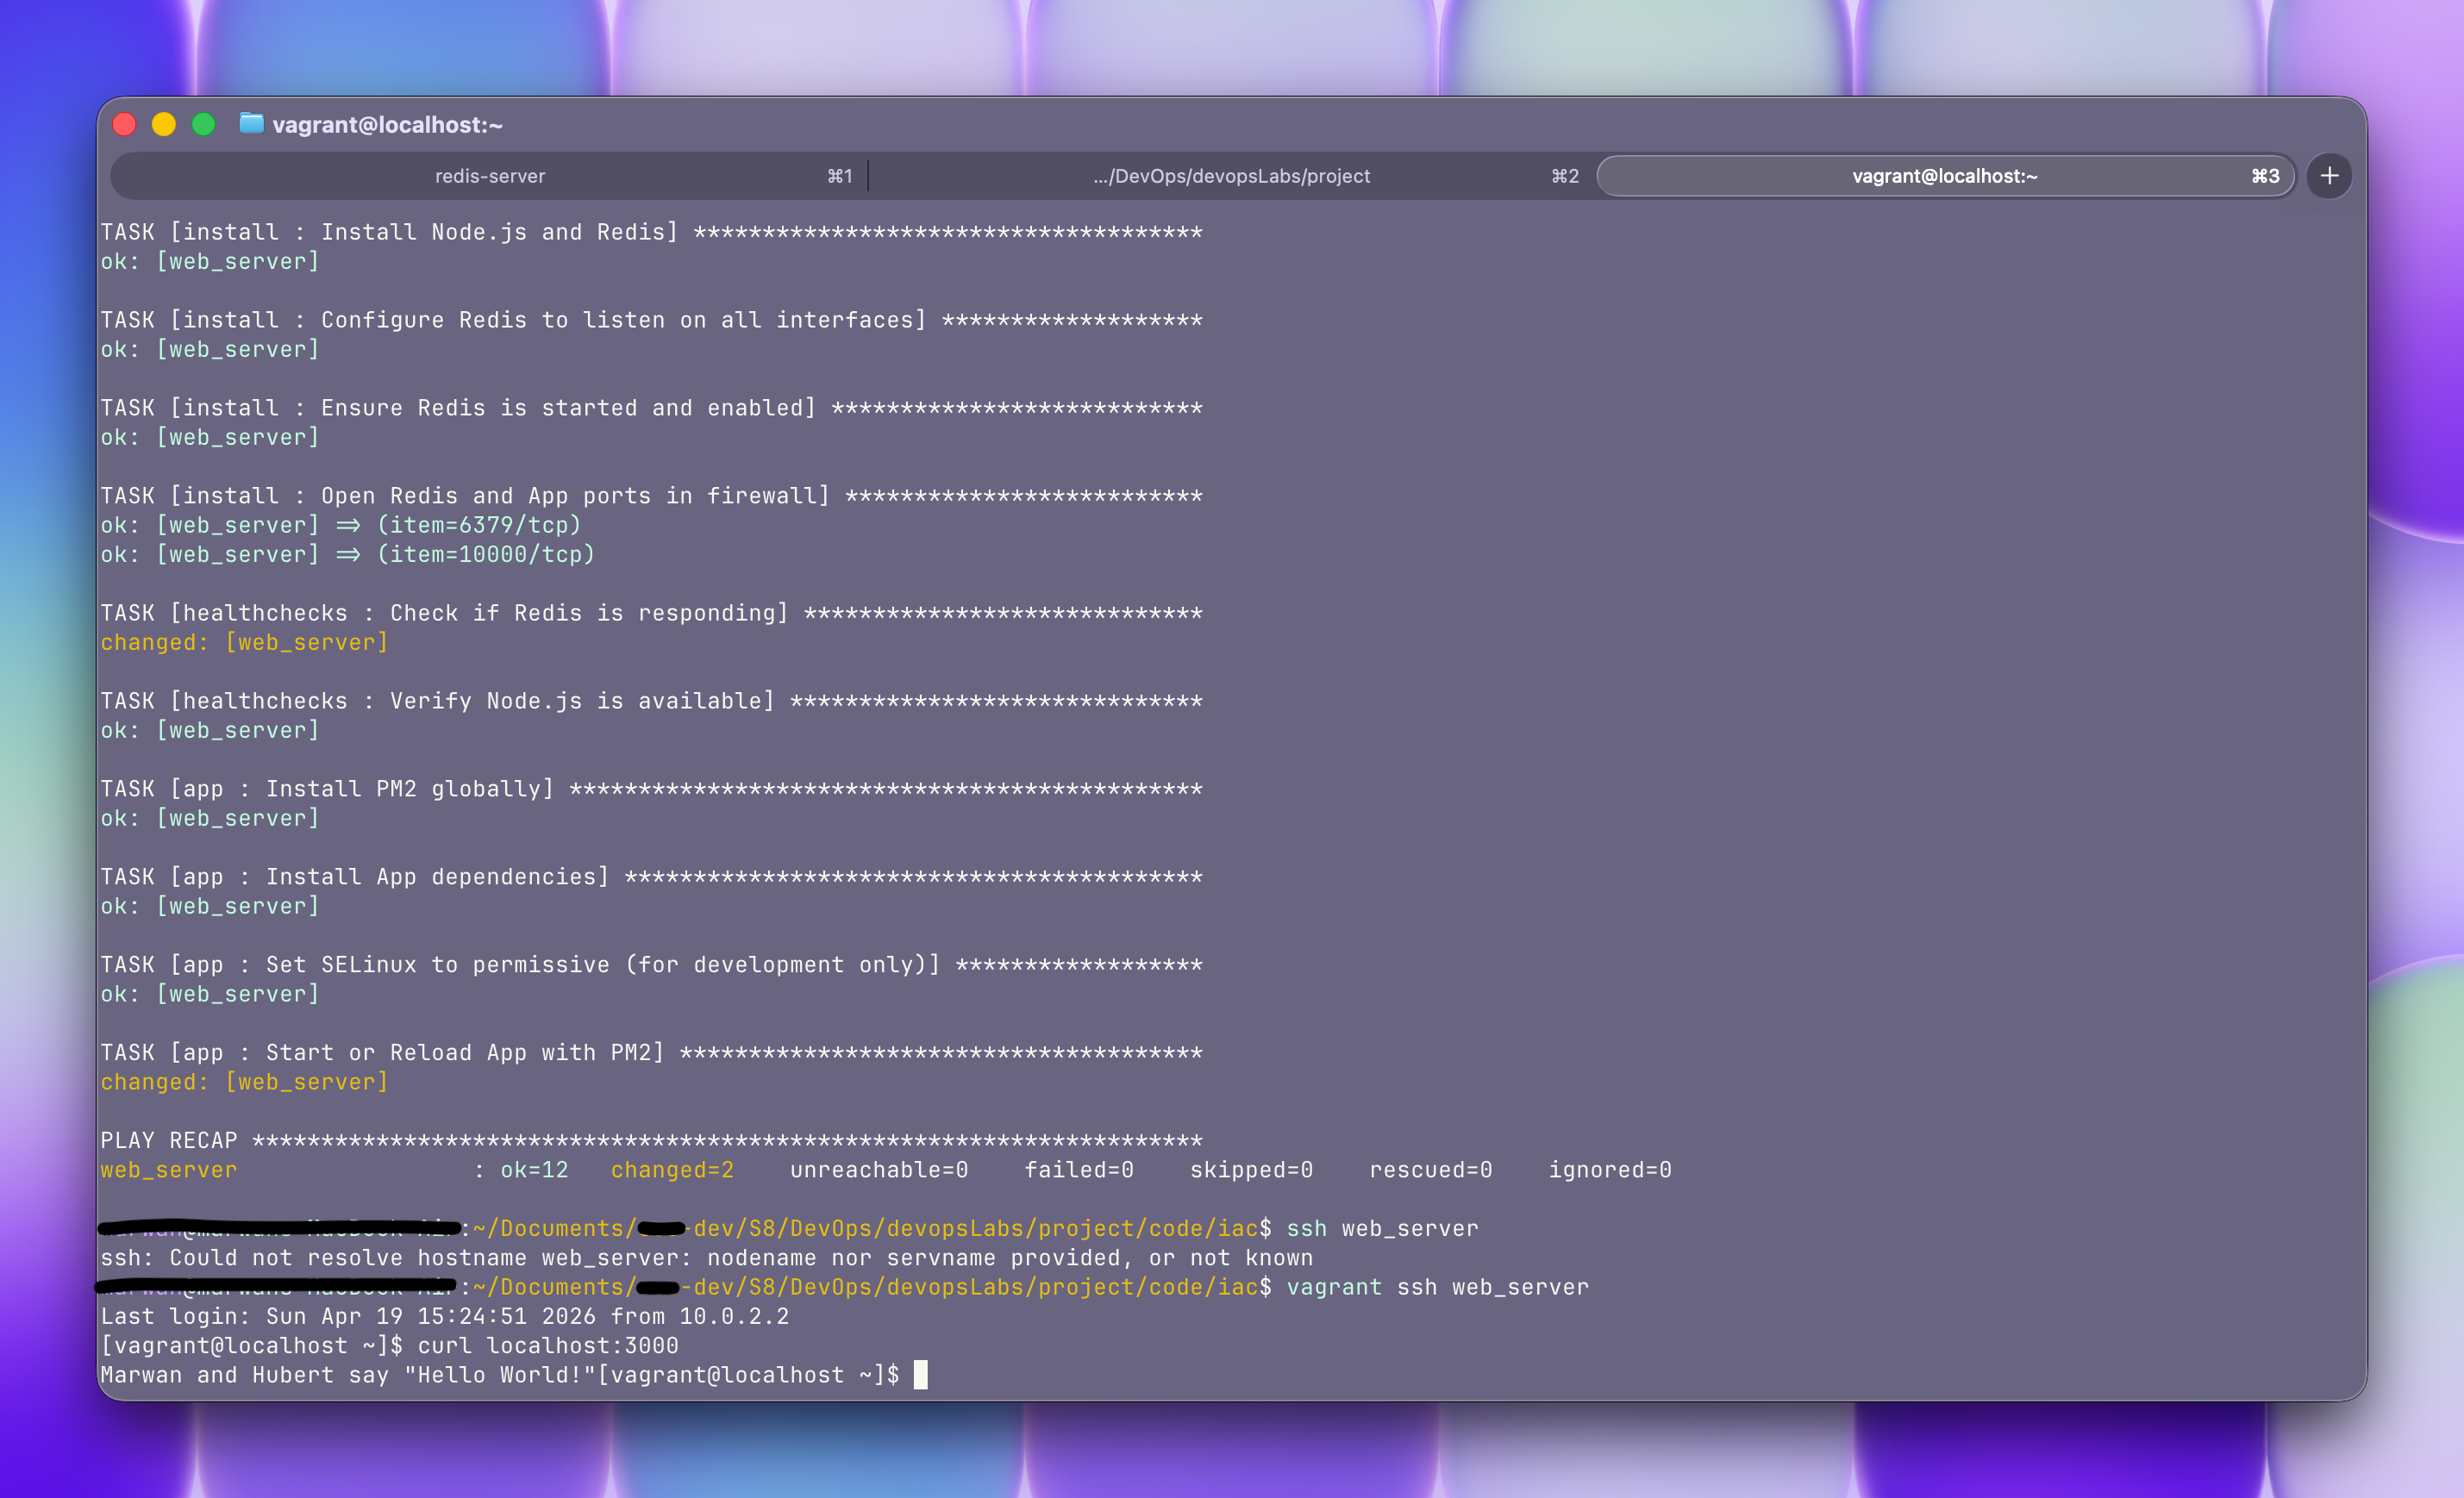 vagrant@localhost:~
redis-server ⌘1 .../DevOps/devopsLabs/project ⌘2 vagrant@localhost:~ ⌘3 +
TASK [install : Install Node.js and Redis] *************************************
ok: [web_server]
TASK [install : Configure Redis to listen on all interfaces] *******************
ok: [web_server]
TASK [install : Ensure Redis is started and enabled] ***************************
ok: [web_server]
TASK [install : Open Redis and App ports in firewall] **************************
ok: [web_server] => (item=6379/tcp)
ok: [web_server] => (item=10000/tcp)
TASK [healthchecks : Check if Redis is responding] *****************************
changed: [web_server]
TASK [healthchecks : Verify Node.js is available] ******************************
ok: [web_server]
TASK [app : Install PM2 globally] **********************************************
ok: [web_server]
TASK [app : Install App dependencies] ******************************************
ok: [web_server]
TASK [app : Set SELinux to permissive (for development only)] ******************
ok: [web_server]
TASK [app : Start or Reload App with PM2] **************************************
changed: [web_server]
PLAY RECAP *********************************************************************
web_server : ok=12 changed=2 unreachable=0 failed=0 skipped=0 rescued=0 ignored=0
:~/Documents/-dev/S8/DevOps/devopsLabs/project/code/iac$ ssh web_server
ssh: Could not resolve hostname web_server: nodename nor servname provided, or not known
:~/Documents/-dev/S8/DevOps/devopsLabs/project/code/iac$ vagrant ssh web_server
Last login: Sun Apr 19 15:24:51 2026 from 10.0.2.2
[vagrant@localhost ~]$ curl localhost:3000
Marwan and Hubert say "Hello World!"[vagrant@localhost ~]$